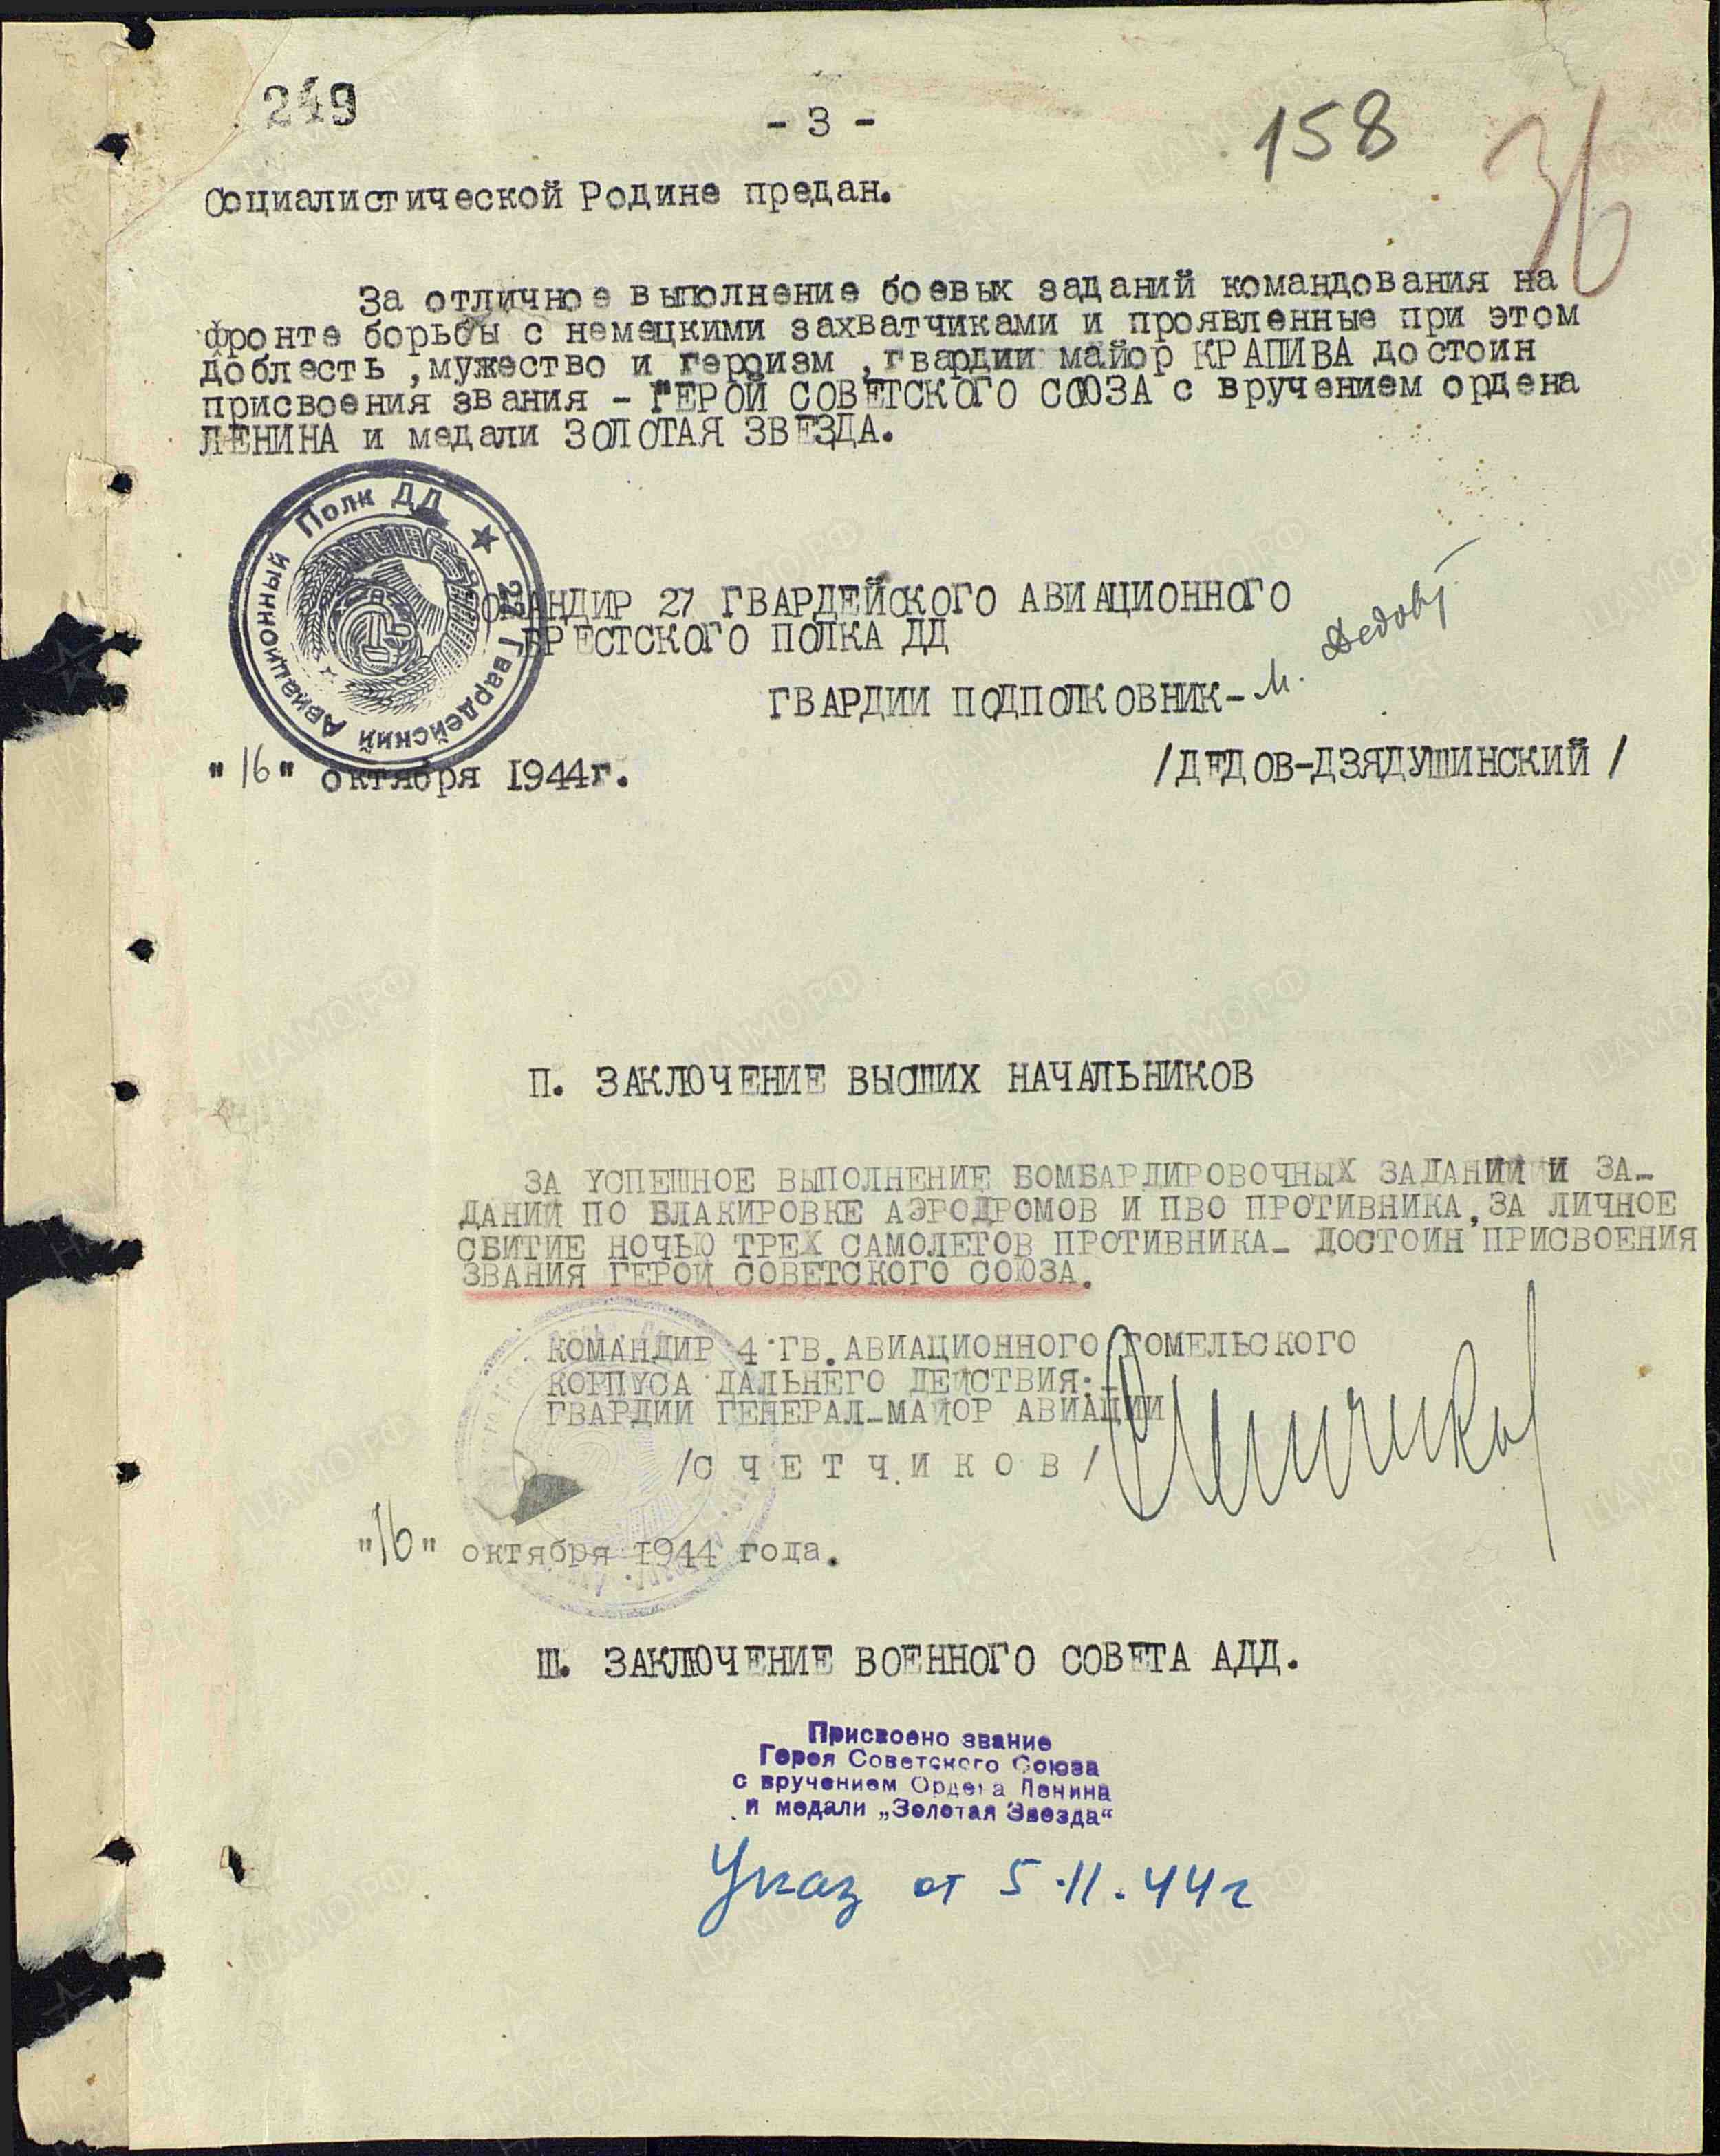 249
- 3 -
158
36
Социалистической Родине предан.
За отличное выполнение боевых заданий командования на
фронте борьбы с немецкими захватчиками и проявленные при этом
доблесть ,мужество и героизм ,гвардии майор КРАПИВА достоин
присвоения звания - ГЕРОЙ СОВЕТСКОГО СОЮЗА с вручением ордена
ЛЕНИНА и медали ЗОЛОТАЯ ЗВЕЗДА.
27 Гвардейский Авиационный Полк ДД
КОМАНДИР 27 ГВАРДЕЙСКОГО АВИАЦИОННОГО
БРЕСТСКОГО ПОЛКА ДД
ГВАРДИИ ПОДПОЛКОВНИК-
"16" октября 1944г.
/ДЕДОВ-ДЗЯДУШИНСКИЙ/
П. ЗАКЛЮЧЕНИЕ ВЫСШИХ НАЧАЛЬНИКОВ
ЗА УСПЕШНОЕ ВЫПОЛНЕНИЕ БОМБАРДИРОВОЧНЫХ ЗАДАНИИ И ЗА-
ДАНИЙ ПО БЛАКИРОВКЕ АЭРОДРОМОВ И ПВО ПРОТИВНИКА,ЗА ЛИЧНОЕ
СБИТИЕ НОЧЬЮ ТРЕХ САМОЛЕТОВ ПРОТИВНИКА- ДОСТОИН ПРИСВОЕНИЯ
ЗВАНИЯ ГЕРОЙ СОВЕТСКОГО СОЮЗА.
КОМАНДИР 4 ГВ.АВИАЦИОННОГО ГОМЕЛЬСКОГО
КОРПУСА ДАЛЬНЕГО ДЕЙСТВИЯ:-
ГВАРДИИ ГЕНЕРАЛ-МАЙОР АВИАЦИИ
/С Ч Е Т Ч И К О В/
"16" октября 1944 года.
Ш. ЗАКЛЮЧЕНИЕ ВОЕННОГО СОВЕТА АДД.
Присвоено звание
Героя Советского Союза
с вручением Ордена Ленина
и медали „Золотая Звезда“
Указ от 5.11.44г